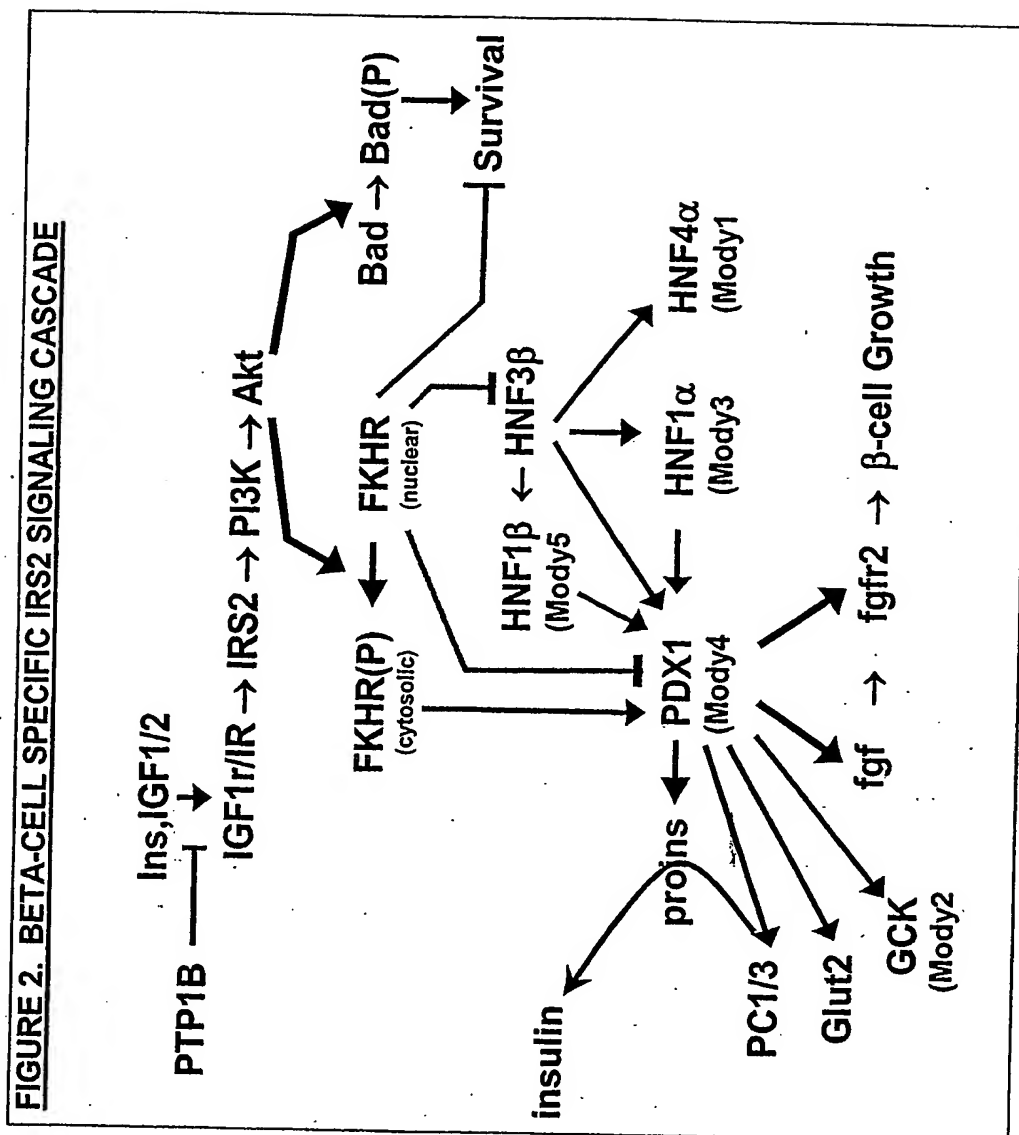 FIGURE 2. BETA-CELL SPECIFIC IRS2 SIGNALING CASCADE
Ins,IGF1/2
PTP1B
IGF1r/IR → IRS2 → PI3K → Akt
Bad → Bad(P)
FKHR(P)
(cytosolic)
FKHR
(nuclear)
Survival
HNF1β ← HNF3β
(Mody5)
HNF1α
(Mody3)
HNF4α
(Mody1)
insulin
proins
PDX1
(Mody4)
PC1/3
Glut2
GCK
(Mody2)
fgf → fgfr2 → β-cell Growth